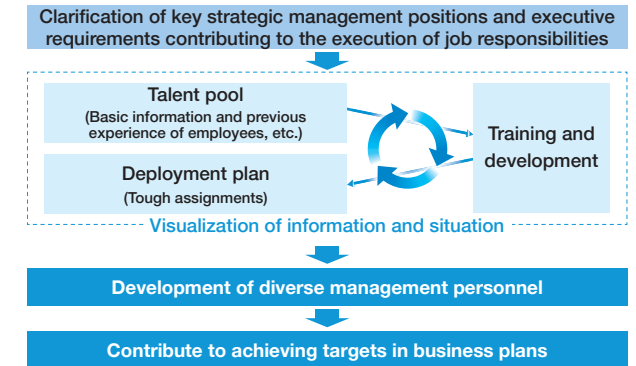 Clarification of key strategic management positions and executive
requirements contributing to the execution of job responsibilities
Talent pool
(Basic information and previous
experience of employees, etc.)
Deployment plan
(Tough assignments)
Training and
development
Visualization of information and situation
Development of diverse management personnel
Contribute to achieving targets in business plans